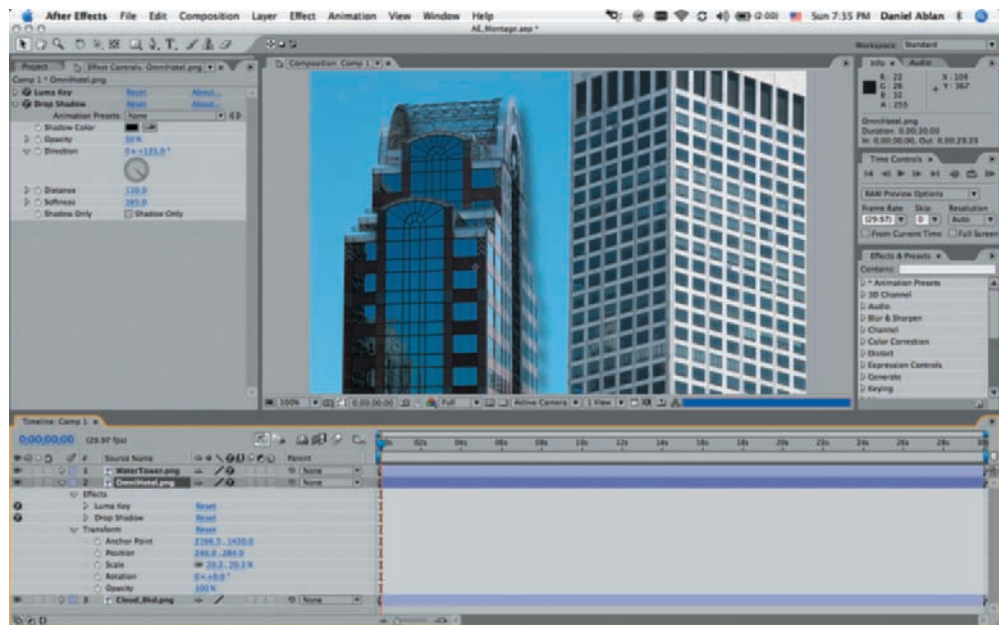 After Effects File Edit Composition Layer Effect Animation View Window Help (2:00) Sun 7:35 PM Daniel Ablan
AE_Montage.aep *
Workspace: Standard
Project Effect Controls: OmniHotel.png
Comp 1 * OmniHotel.png
Luma Key Reset About...
Drop Shadow Reset About...
Animation Presets None
Shadow Color
Opacity 50 %
Direction 0 x +135.0 °
Distance 110.0
Softness 265.0
Shadow Only Shadow Only
Composition: Comp 1
100% 0;00;00;00 Full Active Camera 1 View
Info Audio
R : 22 X : 109
G : 26 Y : 367
B : 32
A : 255
OmniHotel.png
Duration: 0;00;30;00
In: 0;00;00;00, Out: 0;00;29;29
Time Controls
RAM Preview Options
Frame Rate Skip Resolution
(29.97) 0 Auto
From Current Time Full Screen
Effects & Presets
Contains:
* Animation Presets
3D Channel
Audio
Blur & Sharpen
Channel
Color Correction
Distort
Expression Controls
Generate
Keying
Timeline: Comp 1
0;00;00;00 (29.97 fps)
02s 04s 06s 08s 10s 12s 14s 16s 18s 20s 22s 24s 26s 28s
# Source Name Parent
1 WaterTower.png None
2 OmniHotel.png None
Effects
Luma Key Reset
Drop Shadow Reset
Transform Reset
Anchor Point
Position 240.0, 284.0
Scale 20.3, 20.3 %
Rotation 0 x +0.0 °
Opacity 100 %
3 Cloud_Bkd.png None